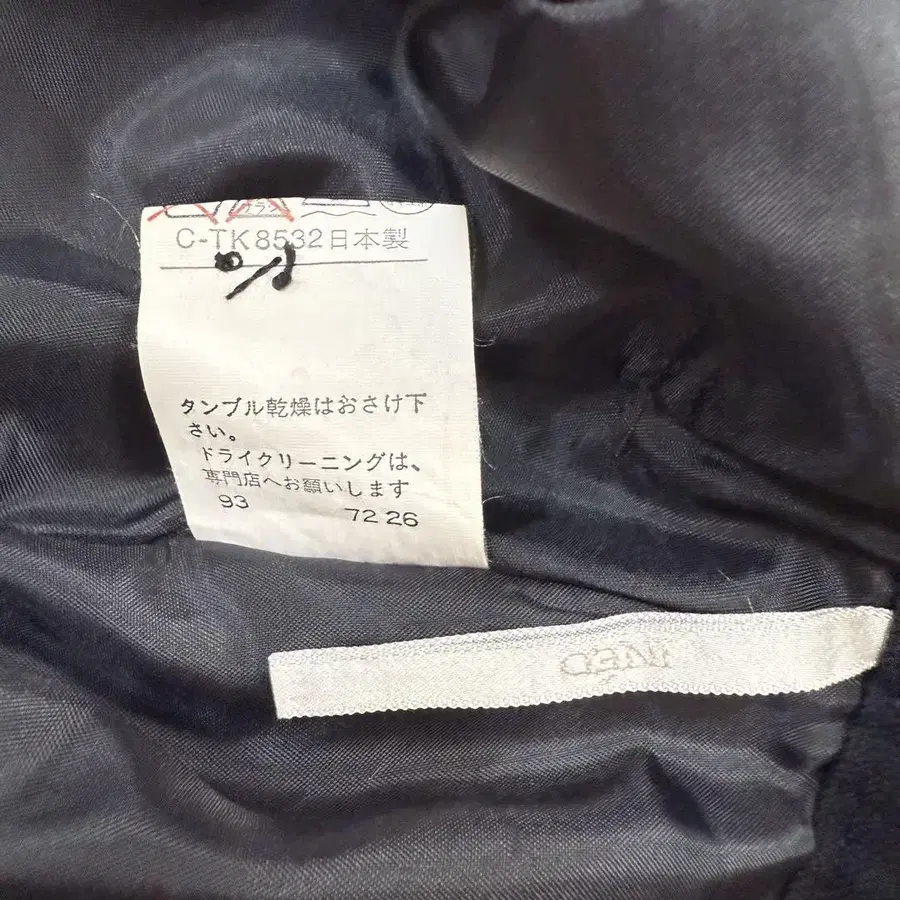 C-TK8532日本製
タンブル乾燥はおさけ下
さい。
ドライクリーニングは、
専門店へお願いします
93 72 26